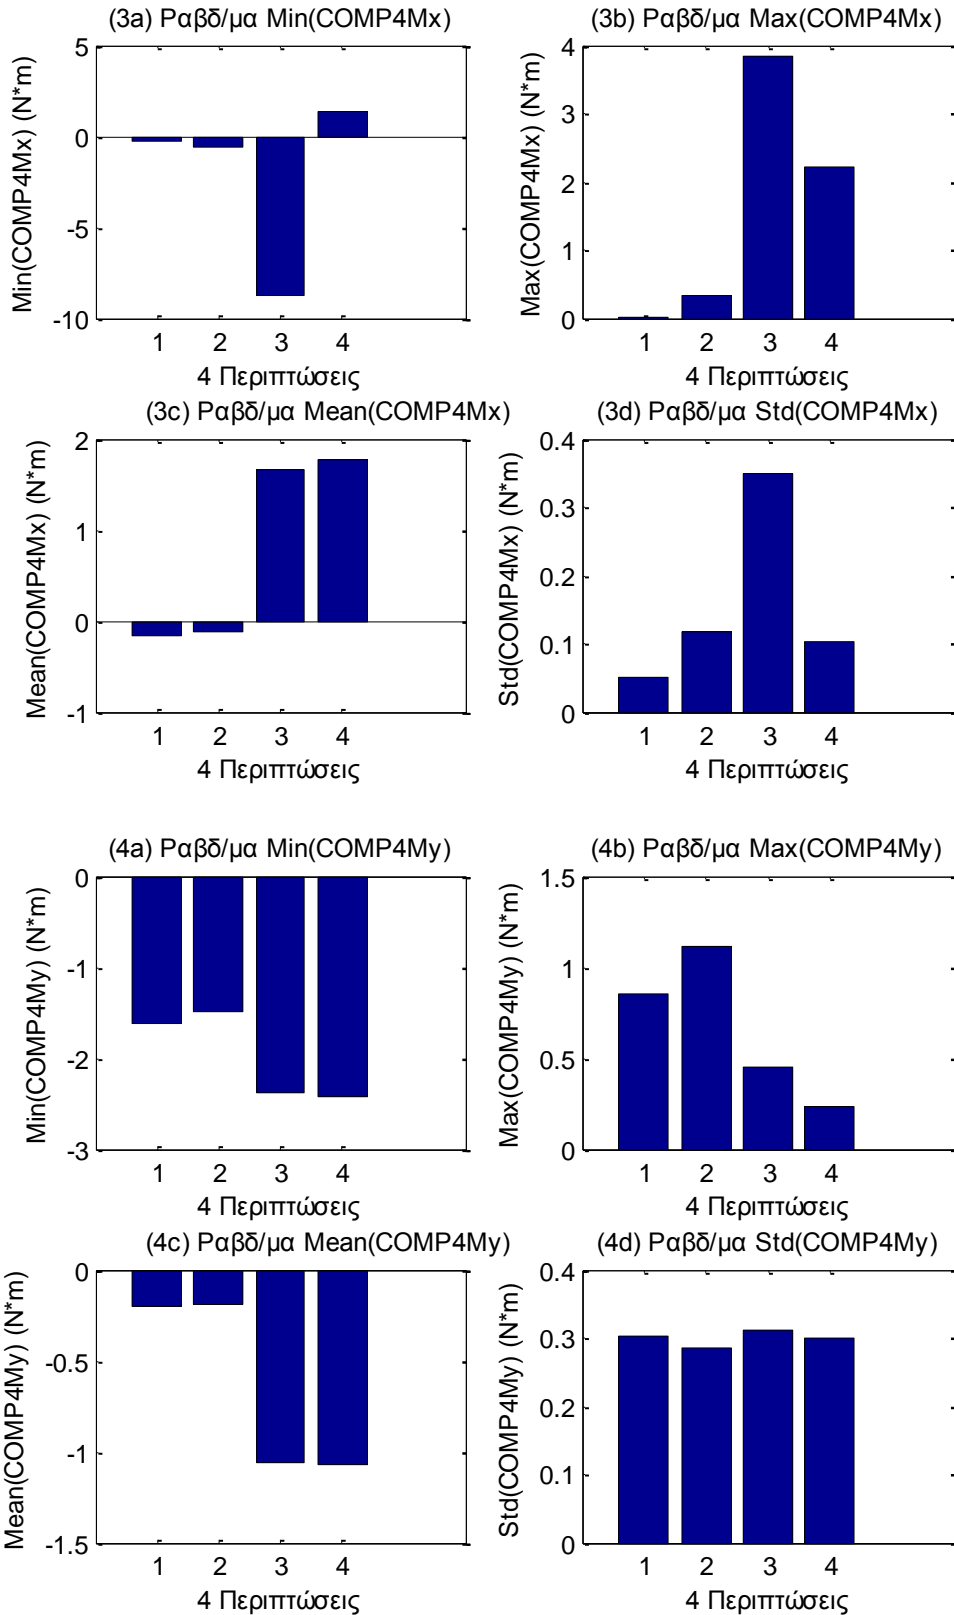 (3a) Ραβδ/μα Min(COMP4Mx)
Min(COMP4Mx) (N*m)
5
0
-5
-10
1 2 3 4
4 Περιπτώσεις
(3b) Ραβδ/μα Max(COMP4Mx)
Max(COMP4Mx) (N*m)
4
3
2
1
0
1 2 3 4
4 Περιπτώσεις
(3c) Ραβδ/μα Mean(COMP4Mx)
Mean(COMP4Mx) (N*m)
2
1
0
-1
1 2 3 4
4 Περιπτώσεις
(3d) Ραβδ/μα Std(COMP4Mx)
Std(COMP4Mx) (N*m)
0.4
0.3
0.2
0.1
0
1 2 3 4
4 Περιπτώσεις
(4a) Ραβδ/μα Min(COMP4My)
Min(COMP4My) (N*m)
0
-1
-2
-3
1 2 3 4
4 Περιπτώσεις
(4b) Ραβδ/μα Max(COMP4My)
Max(COMP4My) (N*m)
1.5
1
0.5
0
1 2 3 4
4 Περιπτώσεις
(4c) Ραβδ/μα Mean(COMP4My)
Mean(COMP4My) (N*m)
0
-0.5
-1
-1.5
1 2 3 4
4 Περιπτώσεις
(4d) Ραβδ/μα Std(COMP4My)
Std(COMP4My) (N*m)
0.4
0.3
0.2
0.1
0
1 2 3 4
4 Περιπτώσεις